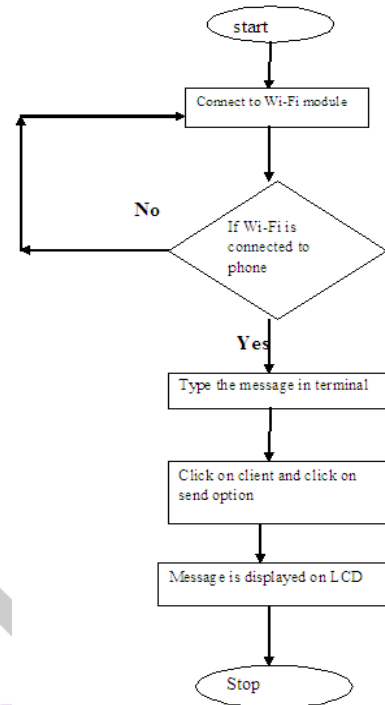 start
Connect to Wi-Fi module
No
If Wi-Fi is
connected to
phone
Yes
Type the message in terminal
Click on client and click on
send option
Message is displayed on LCD
Stop